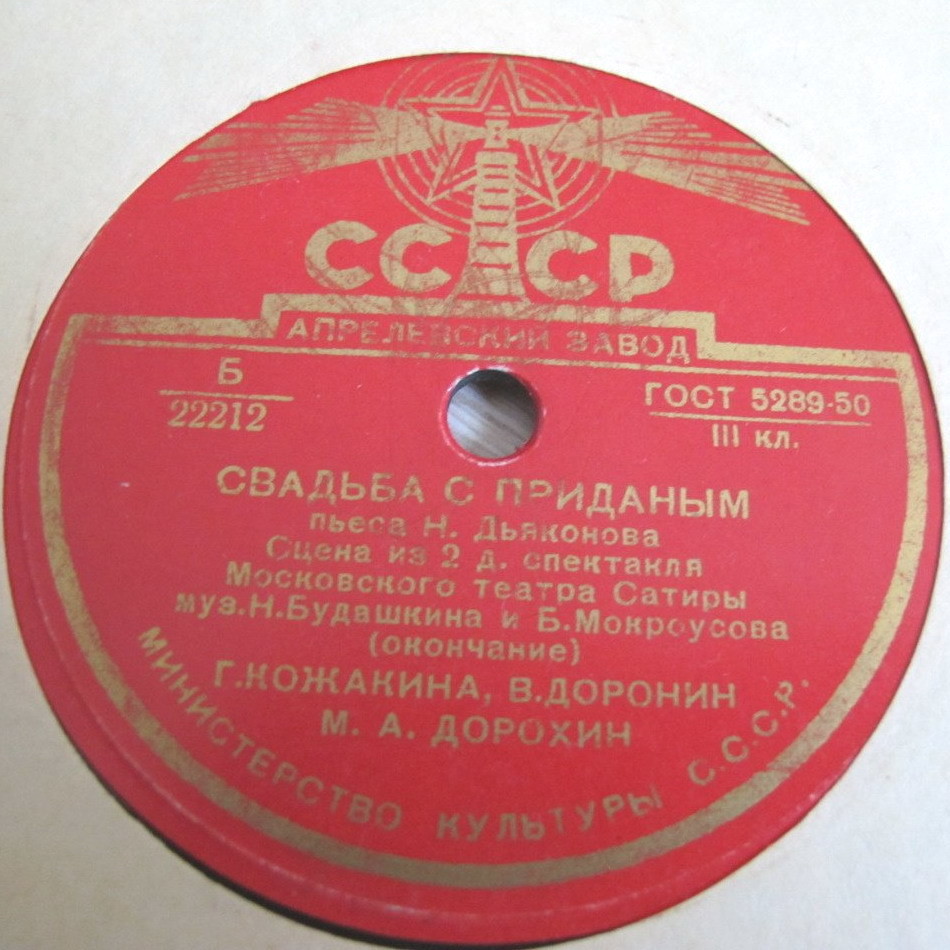 СССР
АПРЕЛЕВСКИЙ ЗАВОД
Б
22212
ГОСТ 5289-50
III кл.
СВАДЬБА С ПРИДАНЫМ
пьеса Н. Дьяконова
Сцена из 2 д. спектакля
Московского театра Сатиры
муз.Н.Будашкина и Б.Мокроусова
(окончание)
Г.КОЖАКИНА, В.ДОРОНИН
М. А. ДОРОХИН
МИНИСТЕРСТВО КУЛЬТУРЫ С.С.С.Р.